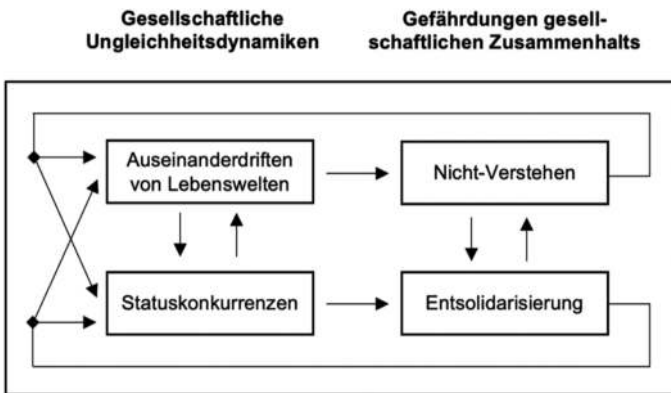 Gesellschaftliche
Ungleichheitsdynamiken
Gefährdungen gesell-
schaftlichen Zusammenhalts
Auseinanderdriften
von Lebenswelten
Nicht-Verstehen
Statuskonkurrenzen
Entsolidarisierung